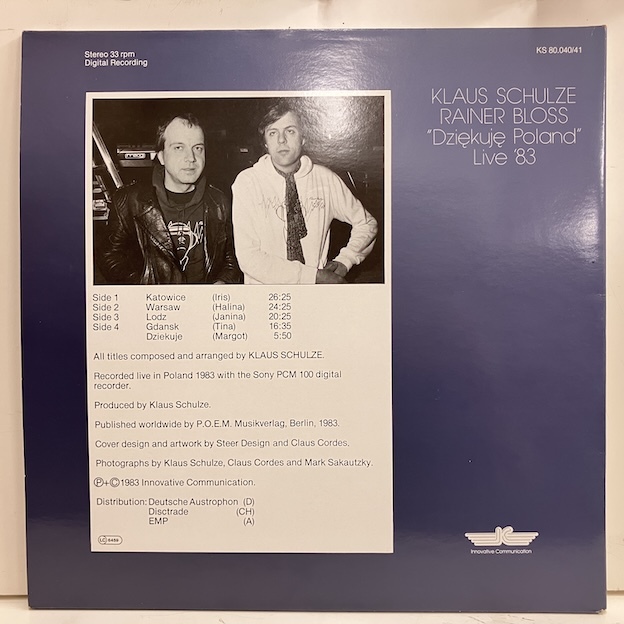 Stereo 33 rpm
Digital Recording
KS 80.040/41
KLAUS SCHULZE
RAINER BLOSS
"Dziękuję Poland"
Live '83
Side 1 Katowice (Iris) 26:25
Side 2 Warsaw (Halina) 24:25
Side 3 Lodz (Janina) 20:25
Side 4 Gdansk (Tina) 16:35
Dziekuje (Margot) 5:50
All titles composed and arranged by KLAUS SCHULZE.
Recorded live in Poland 1983 with the Sony PCM 100 digital
recorder.
Produced by Klaus Schulze.
Published worldwide by P.O.E.M. Musikverlag, Berlin, 1983.
Cover design and artwork by Steer Design and Claus Cordes.
Photographs by Klaus Schulze, Claus Cordes and Mark Sakautzky.
Ⓟ+©1983 Innovative Communication.
Distribution: Deutsche Austrophon (D)
Disctrade (CH)
EMP (A)
LC 6489
IC
Innovative Communication